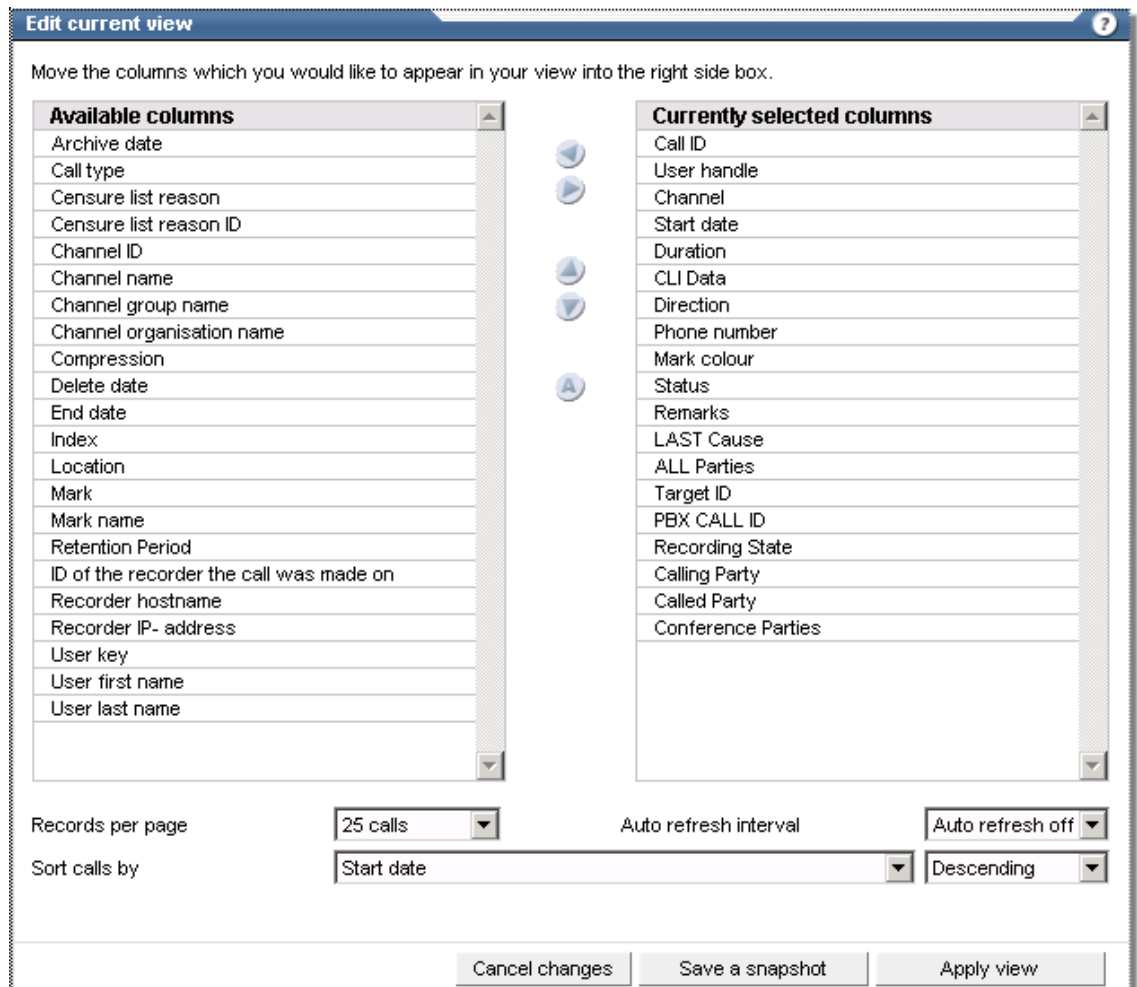 Edit current view
?
Move the columns which you would like to appear in your view into the right side box.
Available columns
Archive date
Call type
Censure list reason
Censure list reason ID
Channel ID
Channel name
Channel group name
Channel organisation name
Compression
Delete date
End date
Index
Location
Mark
Mark name
Retention Period
ID of the recorder the call was made on
Recorder hostname
Recorder IP- address
User key
User first name
User last name
A
Currently selected columns
Call ID
User handle
Channel
Start date
Duration
CLI Data
Direction
Phone number
Mark colour
Status
Remarks
LAST Cause
ALL Parties
Target ID
PBX CALL ID
Recording State
Calling Party
Called Party
Conference Parties
Records per page 25 calls Auto refresh interval Auto refresh off
Sort calls by Start date Descending
Cancel changes Save a snapshot Apply view